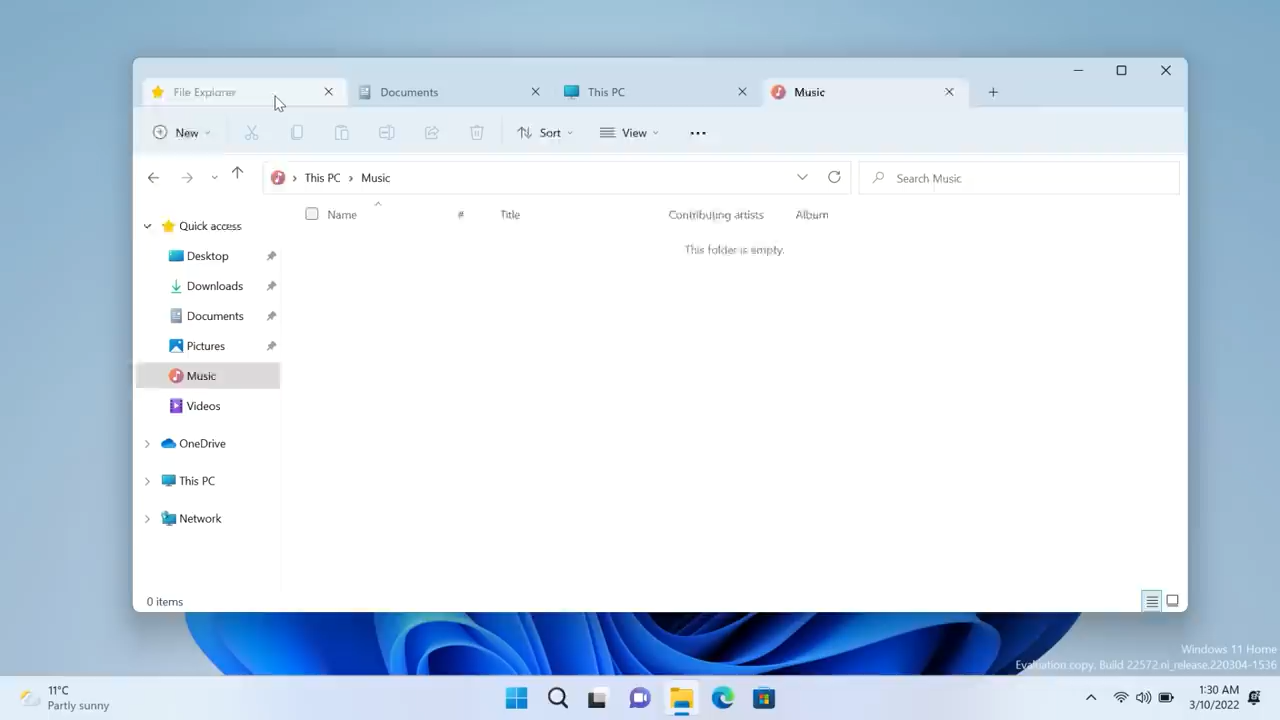 File Explorer
Documents
This PC
Music
New
Sort
View
This PC
Music
Search Music
Name
#
Title
Contributing artists
Album
This folder is empty.
Quick access
Desktop
Downloads
Documents
Pictures
Music
Videos
OneDrive
This PC
Network
0 items
Windows 11 Home
Evaluation copy. Build 22572.ni_release.220304-1536
11°C
Partly sunny
1:30 AM
3/10/2022